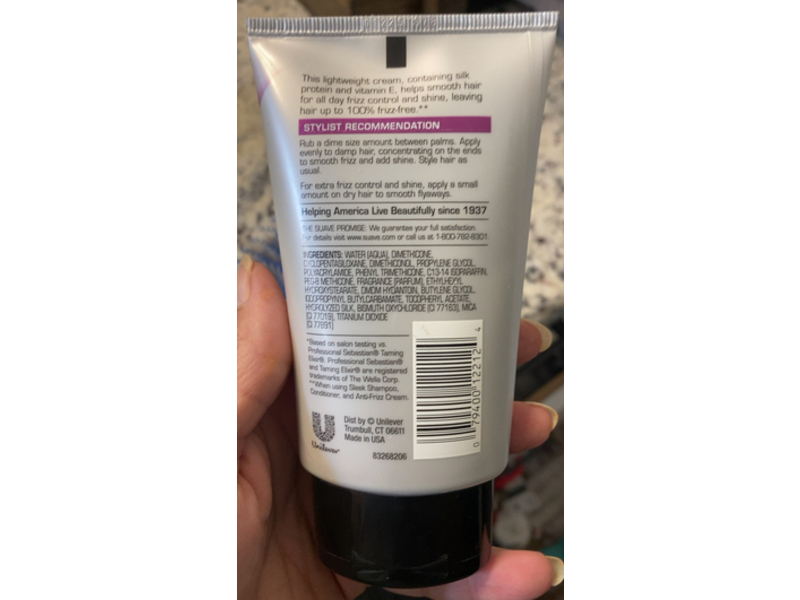 This lightweight cream, containing silk
protein and vitamin E, helps smooth hair
for all day frizz control and shine, leaving
hair up to 100% frizz-free.**
STYLIST RECOMMENDATION
Rub a dime size amount between palms. Apply
evenly to damp hair, concentrating on the ends
to smooth frizz and add shine. Style hair as
usual.
For extra frizz control and shine, apply a small
amount on dry hair to smooth flyaways.
Helping America Live Beautifully since 1937
THE SUAVE PROMISE: We guarantee your full satisfaction.
For details visit www.suave.com or call us at 1-800-782-8301.
INGREDIENTS: WATER (AQUA), DIMETHICONE,
CYCLOPENTASILOXANE, DIMETHICONOL, PROPYLENE GLYCOL,
POLYACRYLAMIDE, PHENYL TRIMETHICONE, C13-14 ISOPARAFFIN,
PEG-8 METHICONE, FRAGRANCE (PARFUM), ETHYLHEXYL
HYDROXYSTEARATE, DMDM HYDANTOIN, BUTYLENE GLYCOL,
IODOPROPYNYL BUTYLCARBAMATE, TOCOPHERYL ACETATE,
HYDROLYZED SILK, BISMUTH OXYCHLORIDE (CI 77163), MICA
(CI 77019), TITANIUM DIOXIDE
(CI 77891)
*Based on salon testing vs.
Professional Sebastian® Taming
Elixir®. Professional Sebastian®
and Taming Elixir® are registered
trademarks of The Wella Corp.
**When using Sleek Shampoo,
Conditioner, and Anti-Frizz Cream.
Unilever
Dist by © Unilever
Trumbull, CT 06611
Made in USA
83268206
0 79400 12212 4